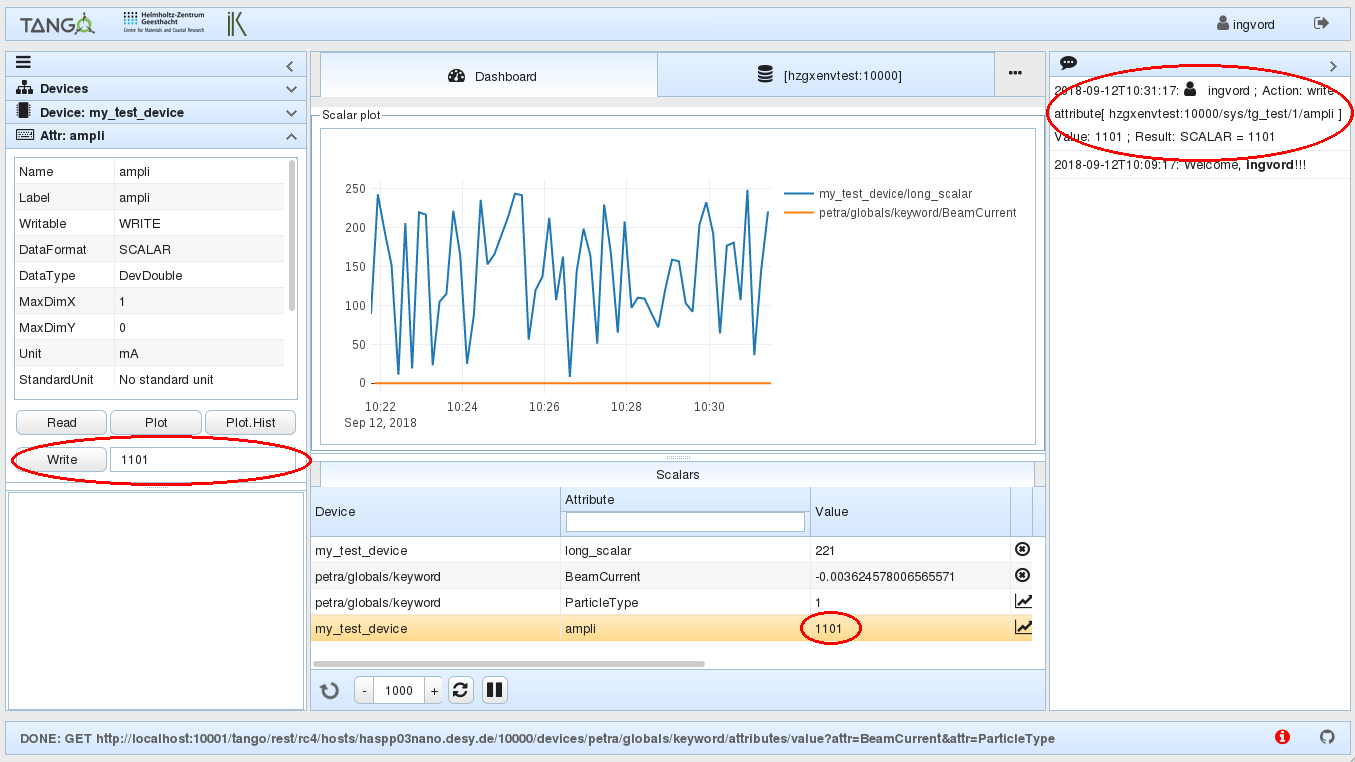 TANGO
Helmholtz-Zentrum
Geesthacht
Centre for Materials and Coastal Research
iK
ingvord
Devices
Device: my_test_device
Attr: ampli
Name ampli
Label ampli
Writable WRITE
DataFormat SCALAR
DataType DevDouble
MaxDimX 1
MaxDimY 0
Unit mA
StandardUnit No standard unit
Read Plot Plot.Hist
Write 1101
Dashboard [hzgxenvtest:10000] •••
Scalar plot
250
200
150
100
50
0
10:22 10:24 10:26 10:28 10:30
Sep 12, 2018
my_test_device/long_scalar
petra/globals/keyword/BeamCurrent
Scalars
Device Attribute Value
my_test_device long_scalar 221
petra/globals/keyword BeamCurrent -0.003624578006565571
petra/globals/keyword ParticleType 1
my_test_device ampli 1101
- 1000 +
2018-09-12T10:31:17: ingvord ; Action: write
attribute[ hzgxenvtest:10000/sys/tg_test/1/ampli ]
Value: 1101 ; Result: SCALAR = 1101
2018-09-12T10:09:17: Welcome, ingvord!!!
DONE: GET http://localhost:10001/tango/rest/rc4/hosts/haspp03nano.desy.de/10000/devices/petra/globals/keyword/attributes/value?attr=BeamCurrent&attr=ParticleType